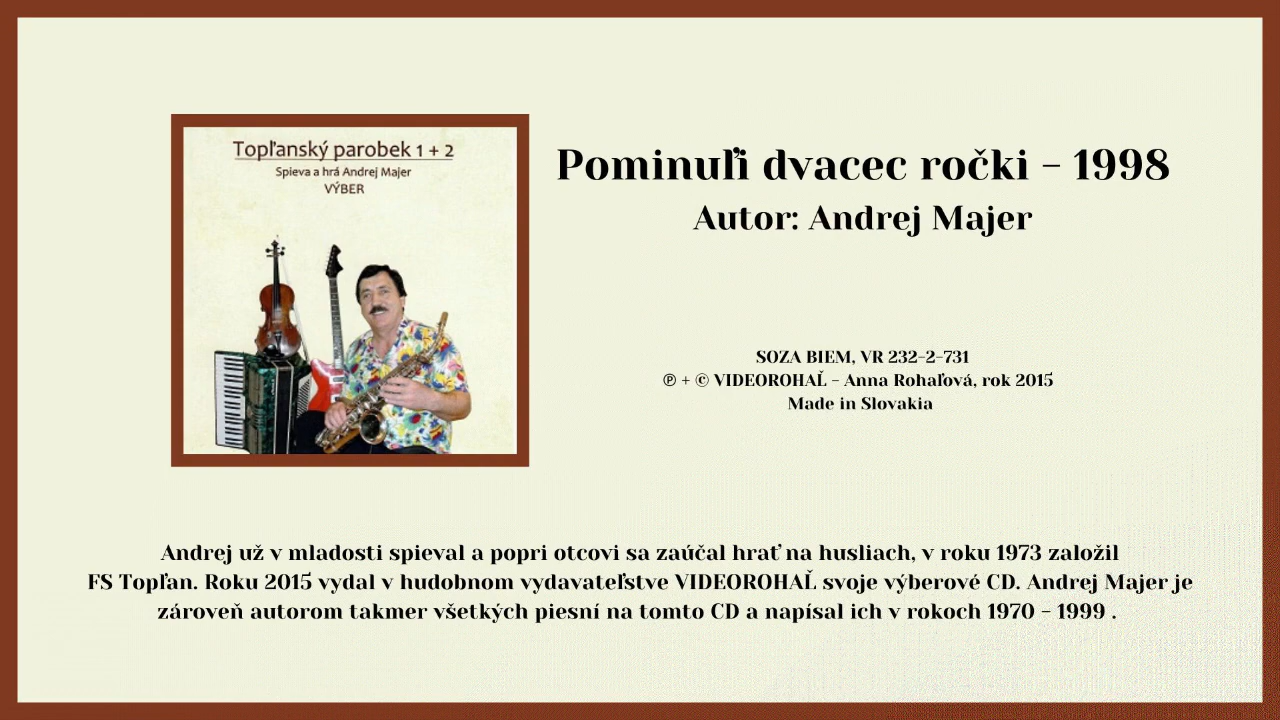 Topľanský parobek 1 + 2
Spieva a hrá Andrej Majer
VÝBER
Pominuľi dvacec ročki - 1998
Autor: Andrej Majer
SOZA BIEM, VR 232-2-731
℗ + © VIDEOROHAĽ - Anna Rohaľová, rok 2015
Made in Slovakia
Andrej už v mladosti spieval a popri otcovi sa zaúčal hrať na husliach, v roku 1973 založil
FS Topľan. Roku 2015 vydal v hudobnom vydavateľstve VIDEOROHAĽ svoje výberové CD. Andrej Majer je
zároveň autorom takmer všetkých piesní na tomto CD a napísal ich v rokoch 1970 - 1999 .